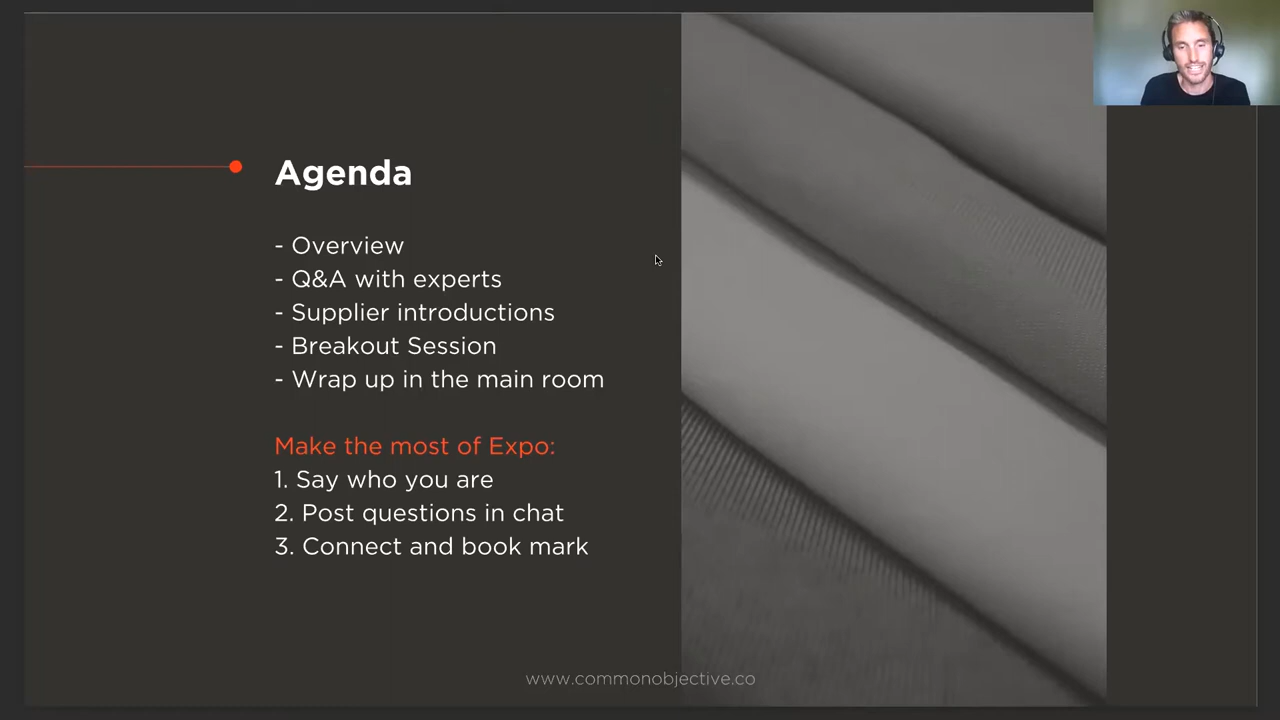 Agenda
- Overview
- Q&A with experts
- Supplier introductions
- Breakout Session
- Wrap up in the main room
Make the most of Expo:
1. Say who you are
2. Post questions in chat
3. Connect and book mark
www.commonobjective.co